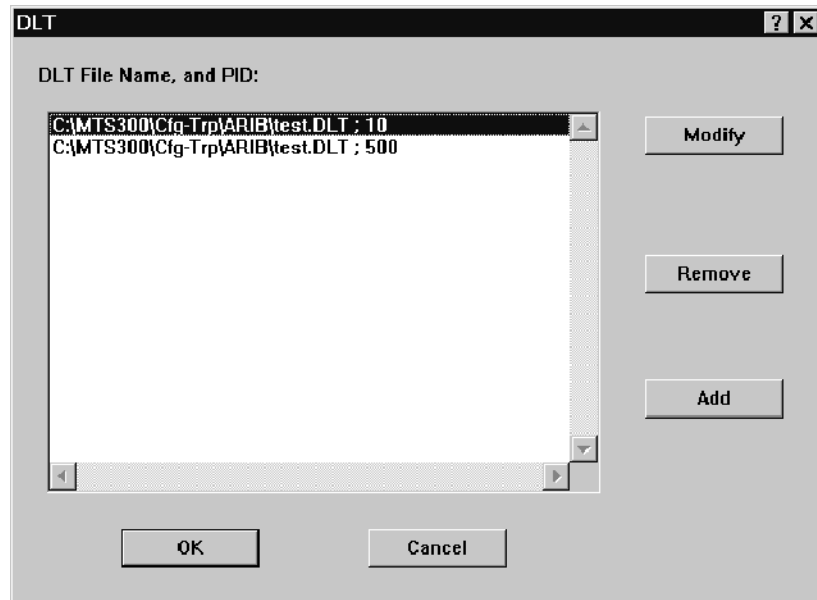 DLT
DLT File Name, and PID:
C:\MTS300\Cfg-Trp\ARIB\test.DLT ; 10
C:\MTS300\Cfg-Trp\ARIB\test.DLT ; 500
Modify
Remove
Add
OK
Cancel